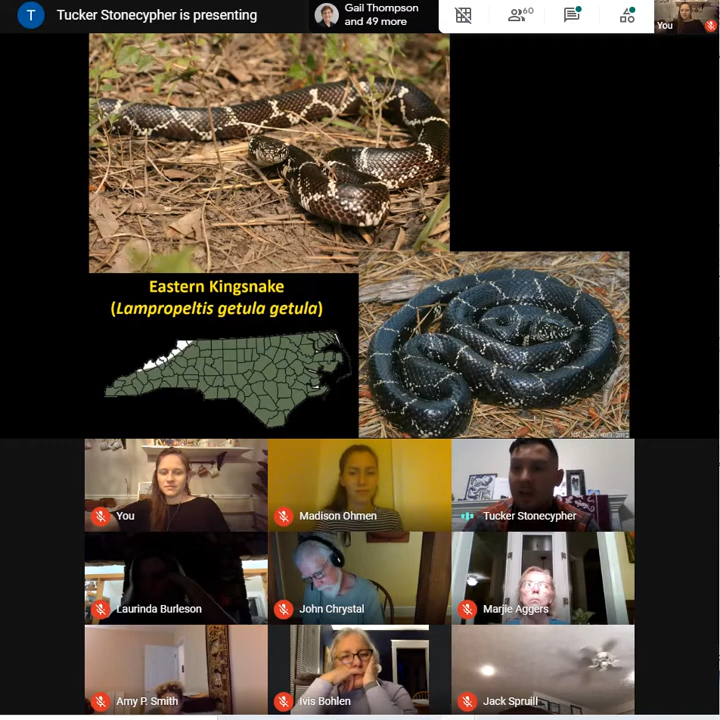 T
Tucker Stonecypher is presenting
Gail Thompson
and 49 more
60
You
Eastern Kingsnake
(Lampropeltis getula getula)
You
Madison Ohmen
Tucker Stonecypher
Laurinda Burleson
John Chrystal
Marjie Aggers
Amy P. Smith
Ivis Bohlen
Jack Spruill